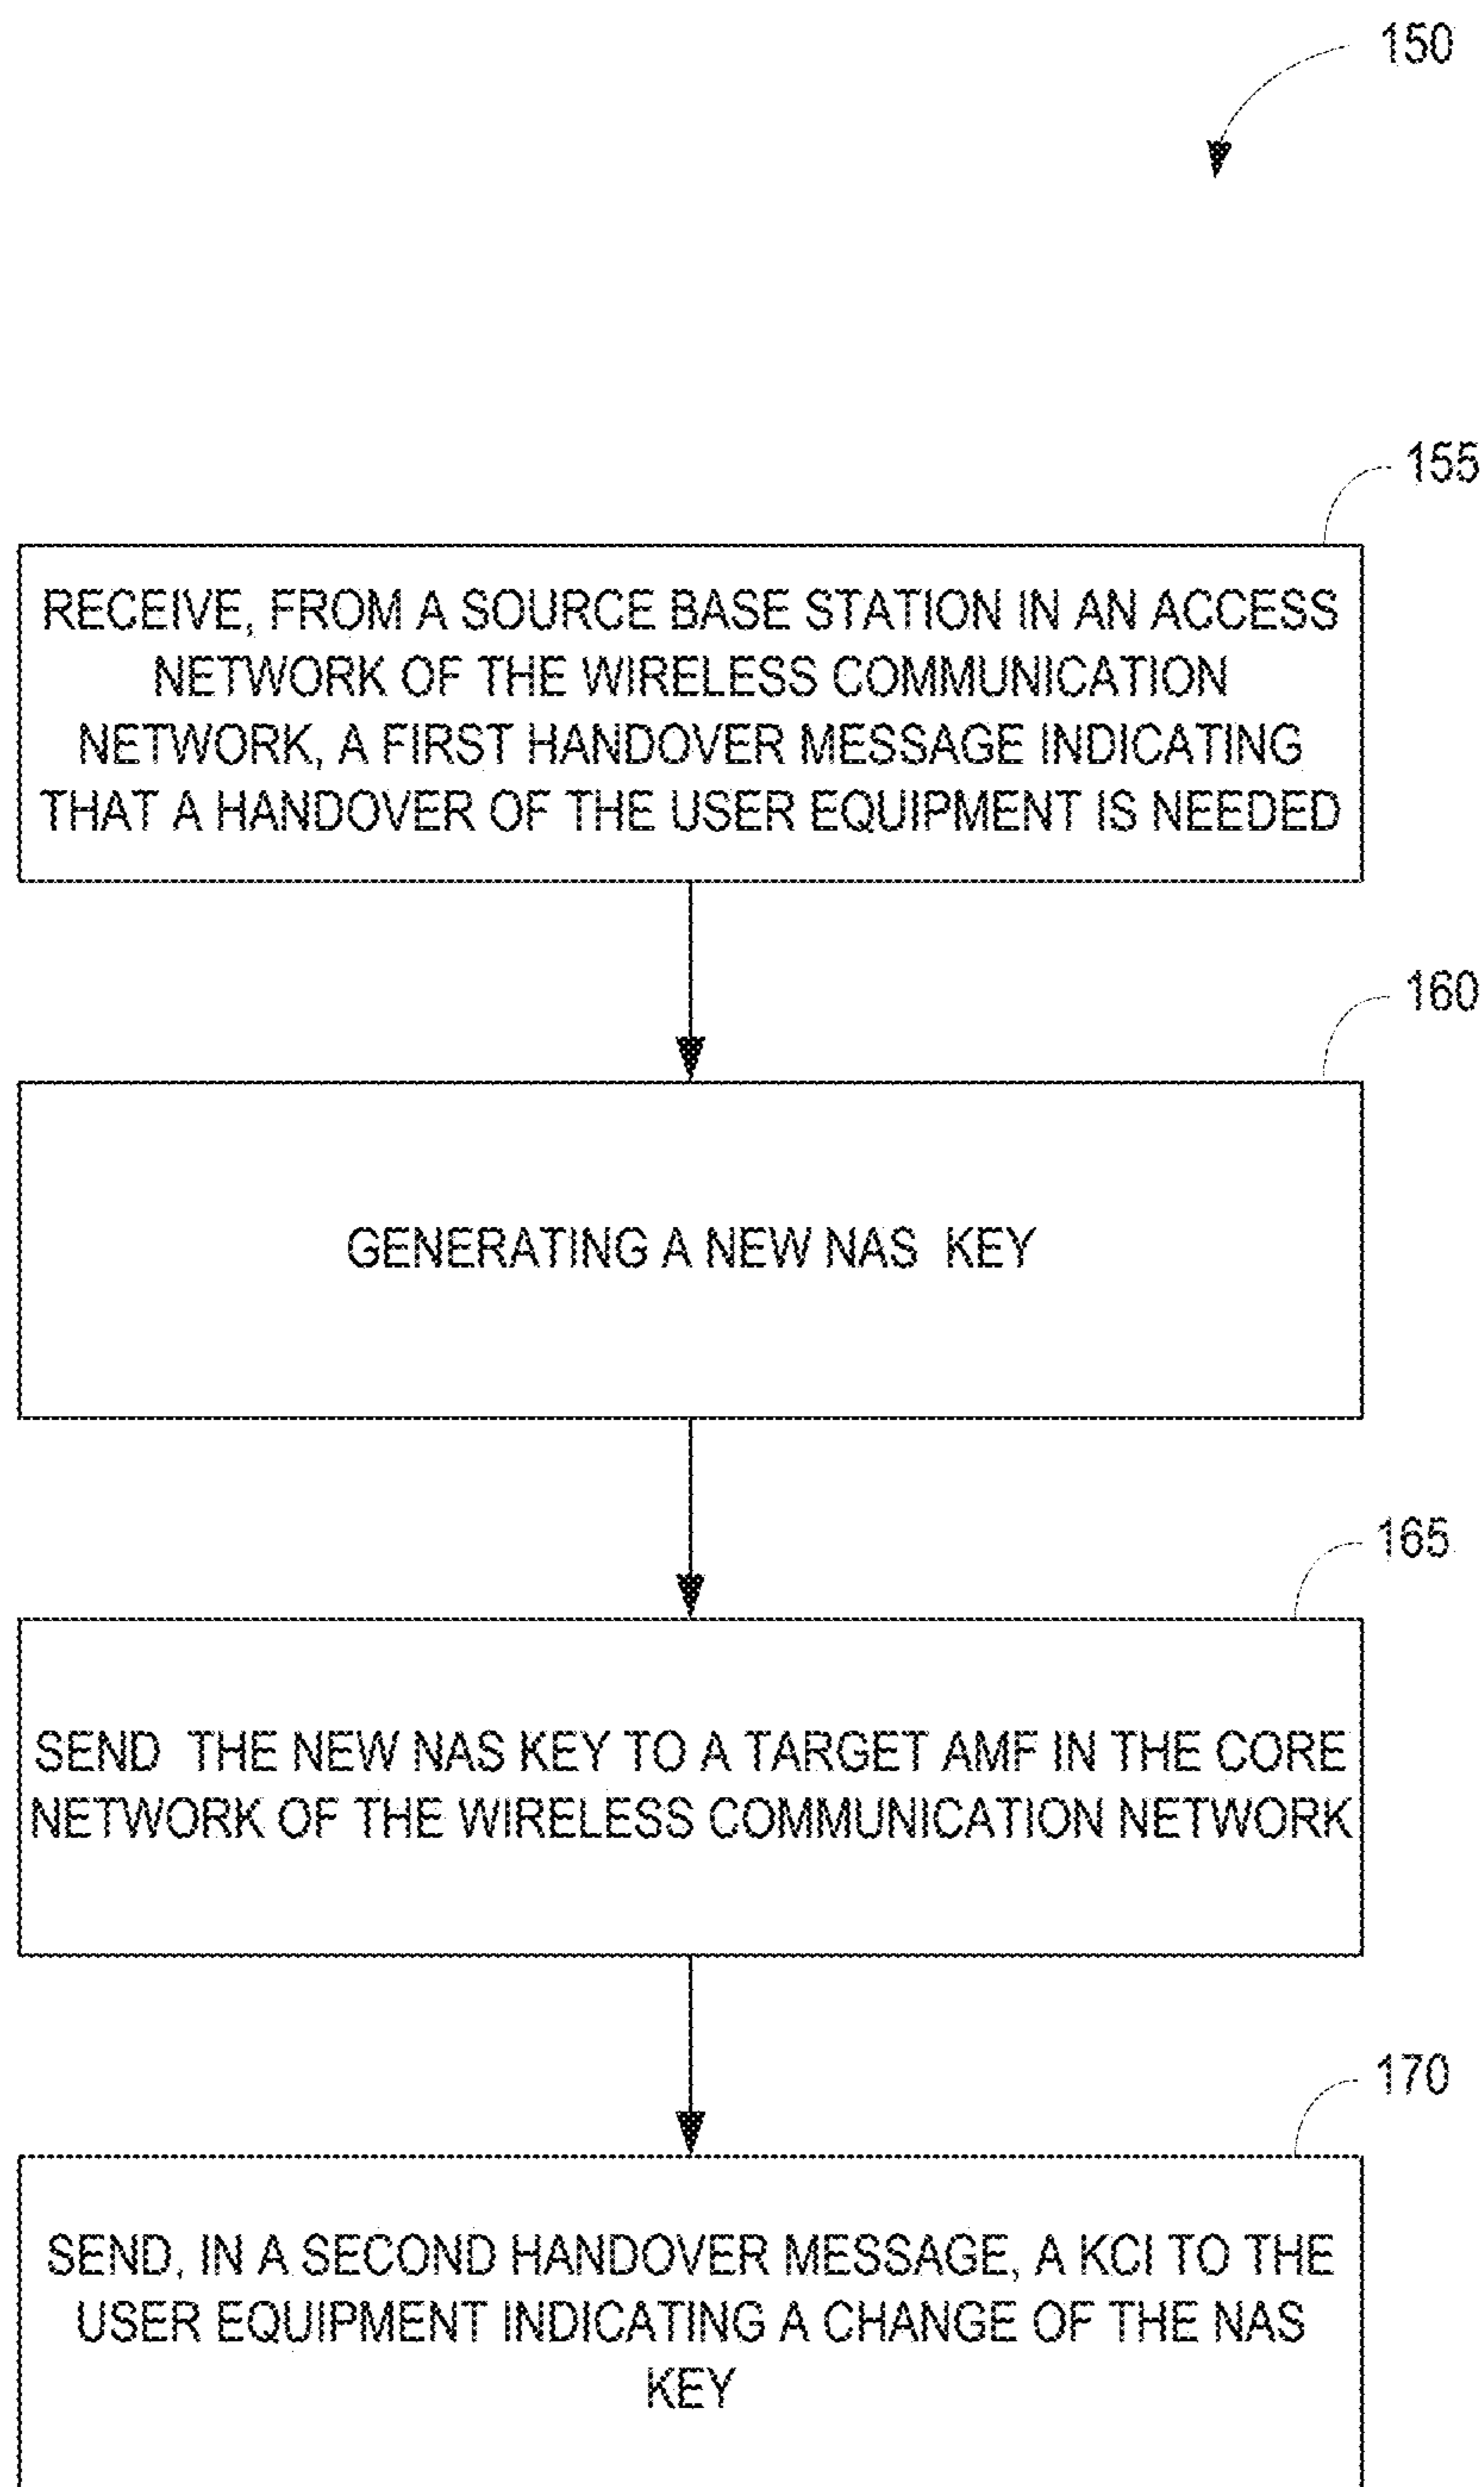 150
155
RECEIVE, FROM A SOURCE BASE STATION IN AN ACCESS
NETWORK OF THE WIRELESS COMMUNICATION
NETWORK, A FIRST HANDOVER MESSAGE INDICATING
THAT A HANDOVER OF THE USER EQUIPMENT IS NEEDED
160
GENERATING A NEW NAS KEY
165
SEND THE NEW NAS KEY TO A TARGET AMF IN THE CORE
NETWORK OF THE WIRELESS COMMUNICATION NETWORK
170
SEND, IN A SECOND HANDOVER MESSAGE, A KCI TO THE
USER EQUIPMENT INDICATING A CHANGE OF THE NAS
KEY